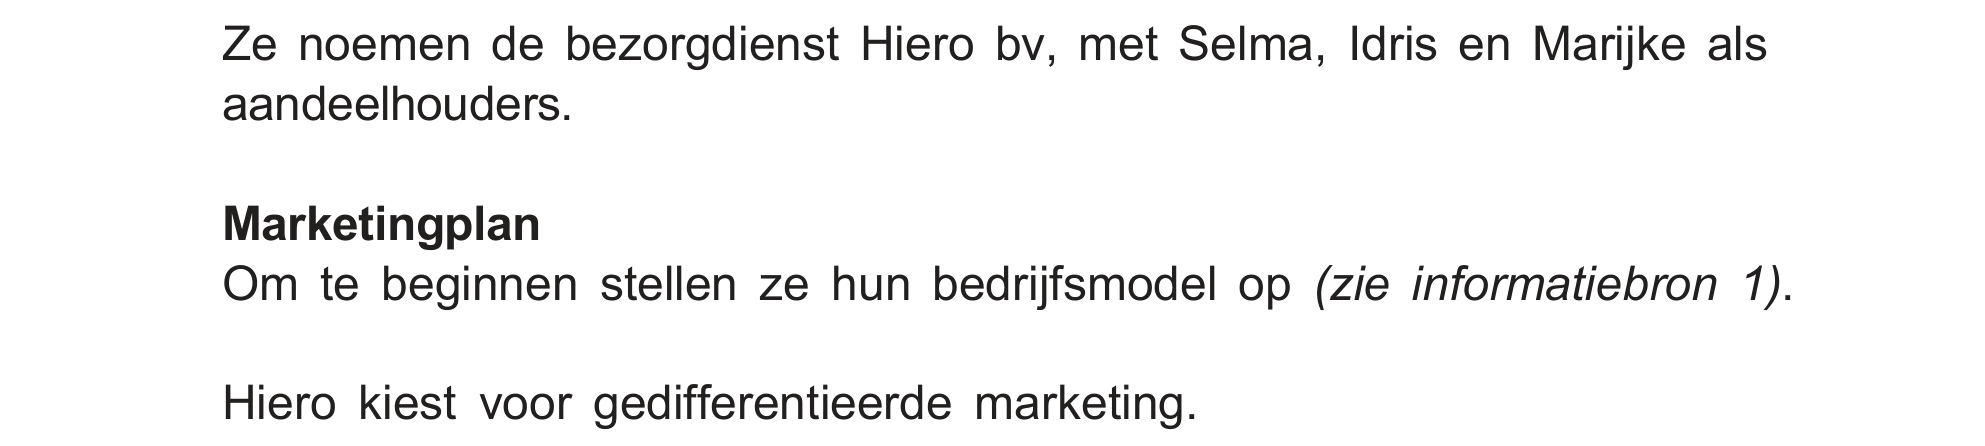 Ze noemen de bezorgdienst Hiero bv, met Selma, Idris en Marijke als
aandeelhouders.
Marketingplan
Om te beginnen stellen ze hun bedrijfsmodel op (zie informatiebron 1).
Hiero kiest voor gedifferentieerde marketing.